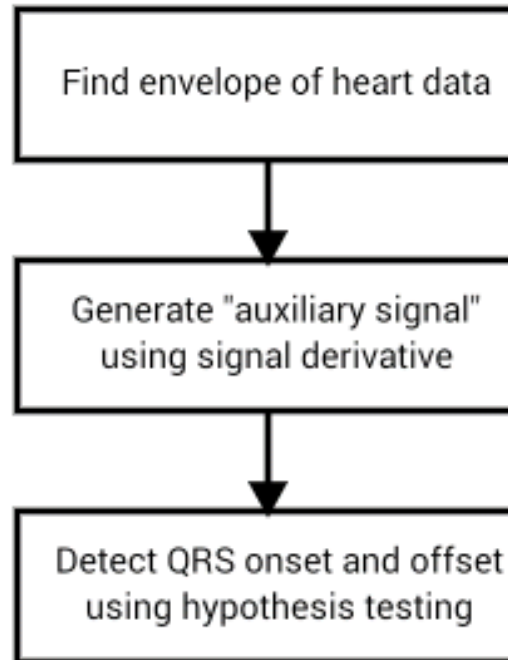 Find envelope of heart data
Generate "auxiliary signal"
using signal derivative
Detect QRS onset and offset
using hypothesis testing